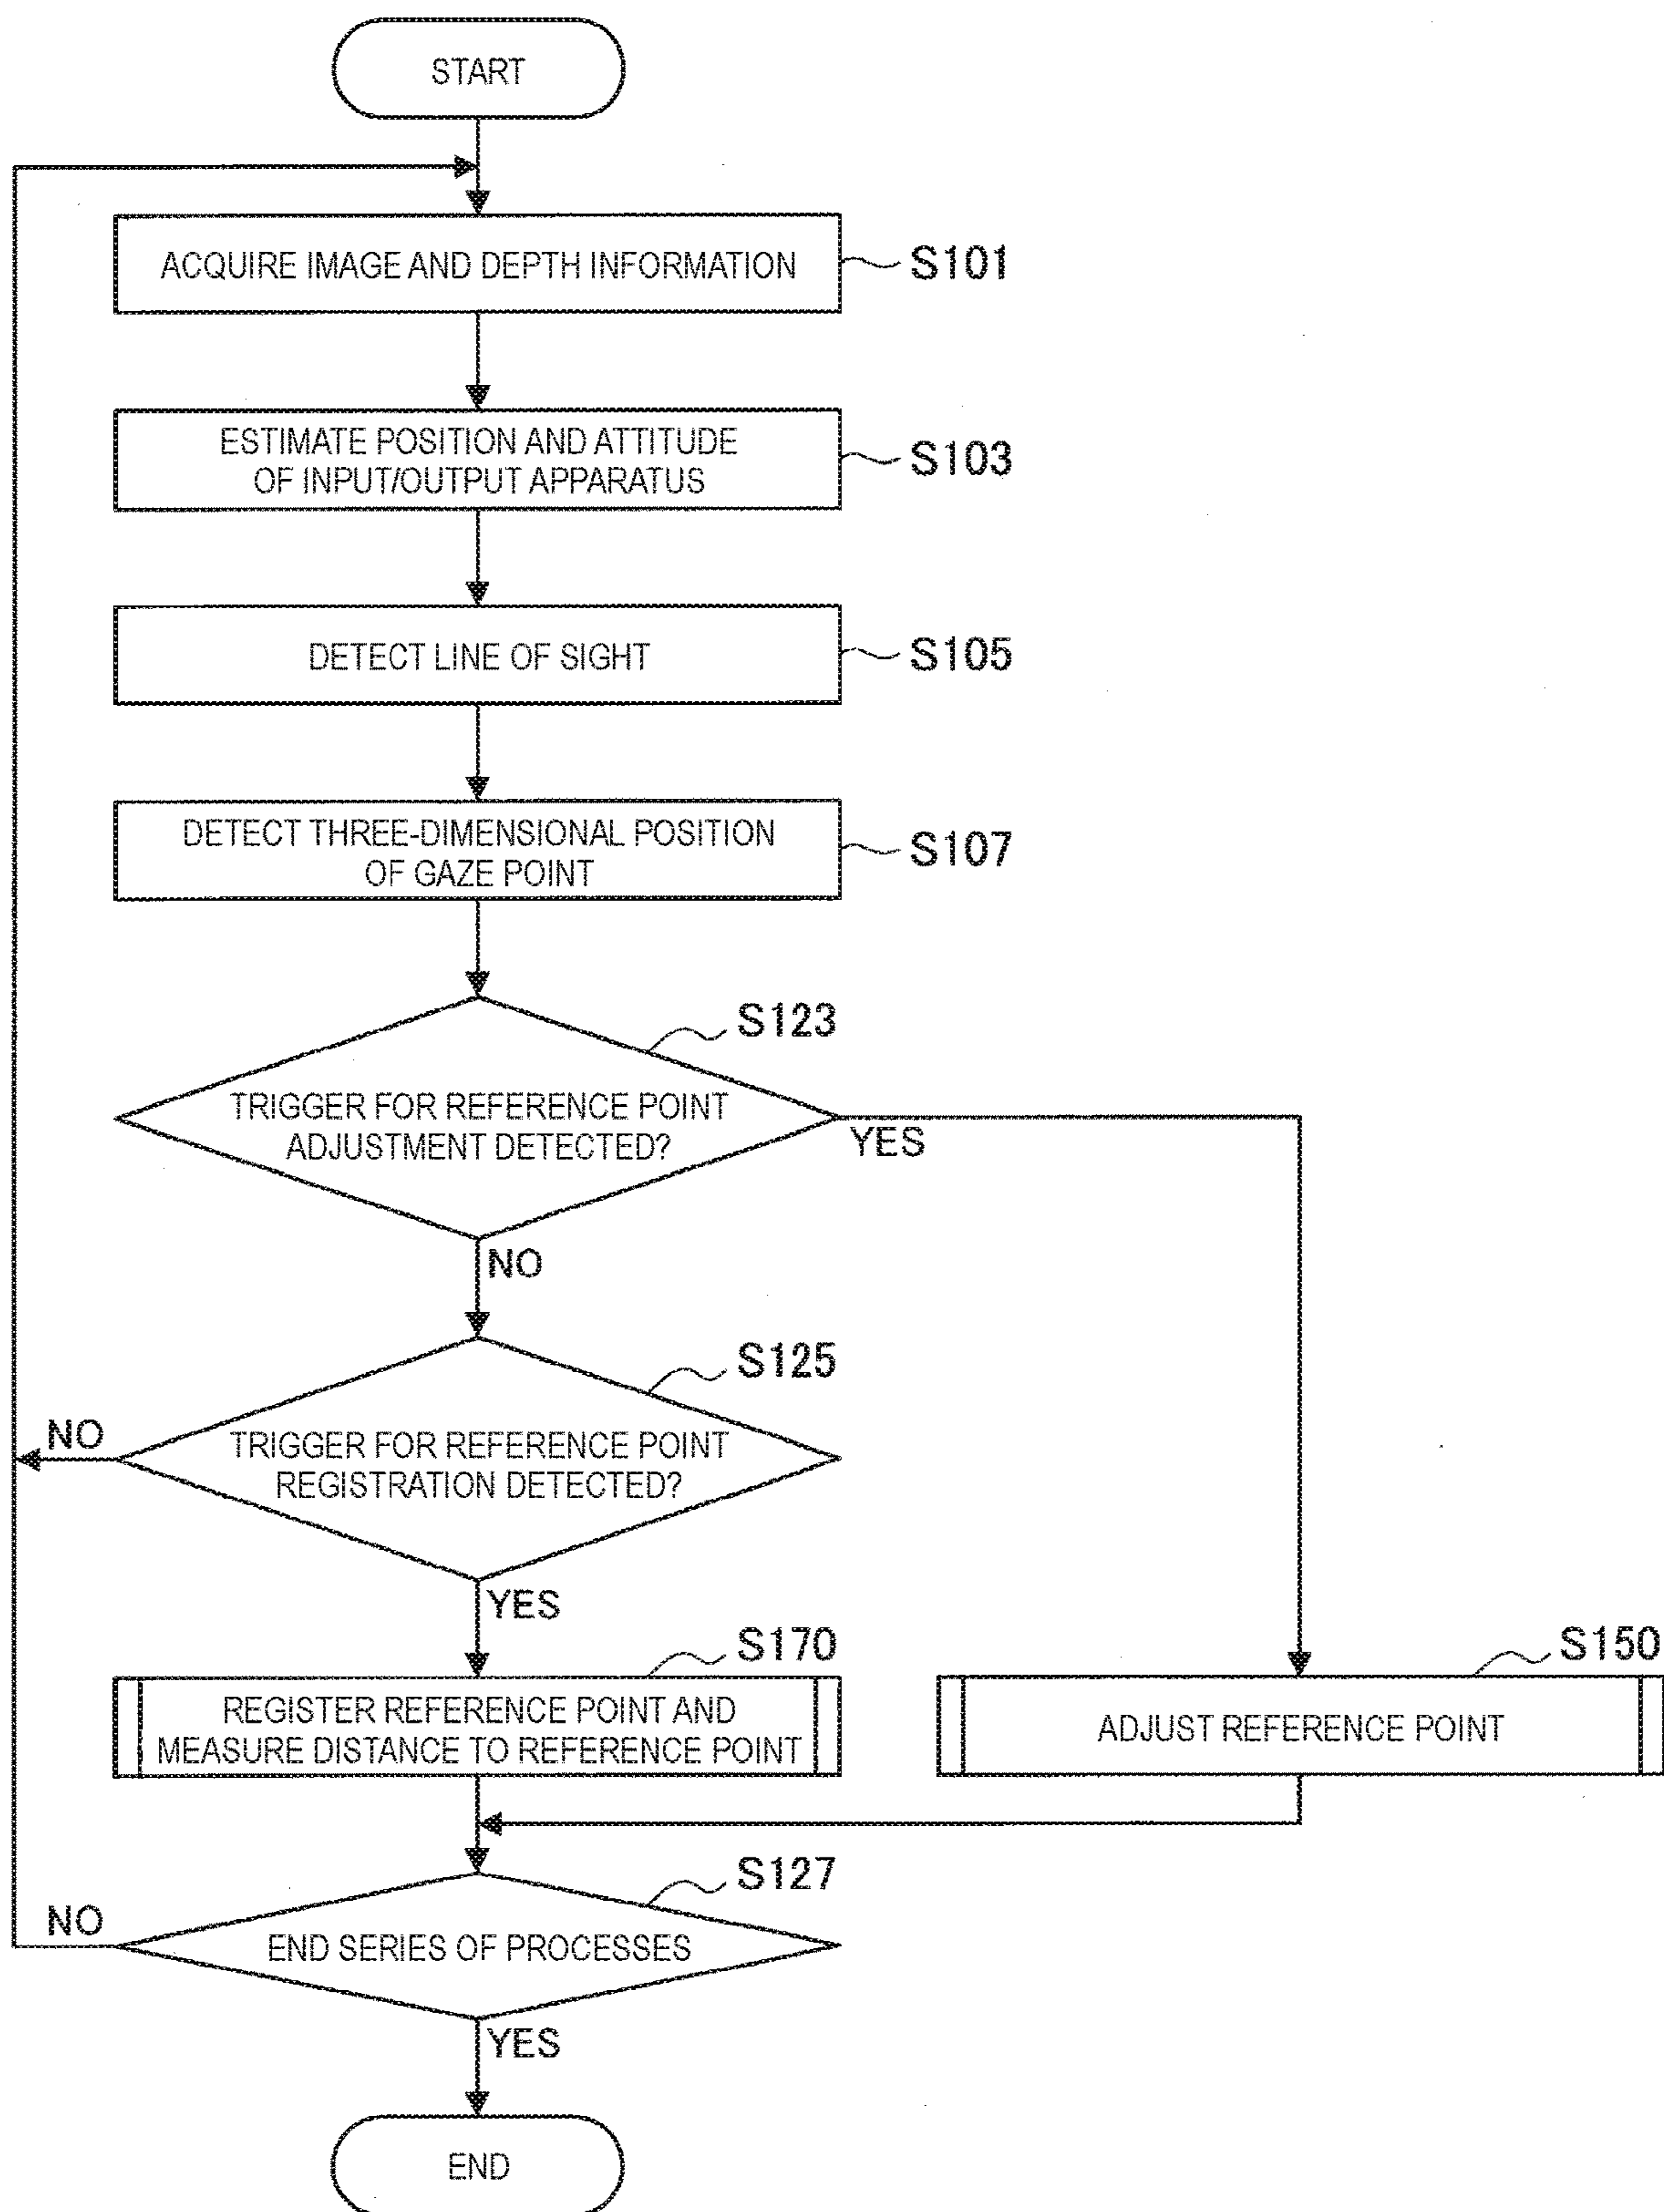 START
ACQUIRE IMAGE AND DEPTH INFORMATION
S101
ESTIMATE POSITION AND ATTITUDE
OF INPUT/OUTPUT APPARATUS
S103
DETECT LINE OF SIGHT
S105
DETECT THREE-DIMENSIONAL POSITION
OF GAZE POINT
S107
S123
TRIGGER FOR REFERENCE POINT
ADJUSTMENT DETECTED?
YES
NO
S125
TRIGGER FOR REFERENCE POINT
REGISTRATION DETECTED?
NO
YES
S170
REGISTER REFERENCE POINT AND
MEASURE DISTANCE TO REFERENCE POINT
S150
ADJUST REFERENCE POINT
S127
END SERIES OF PROCESSES
NO
YES
END